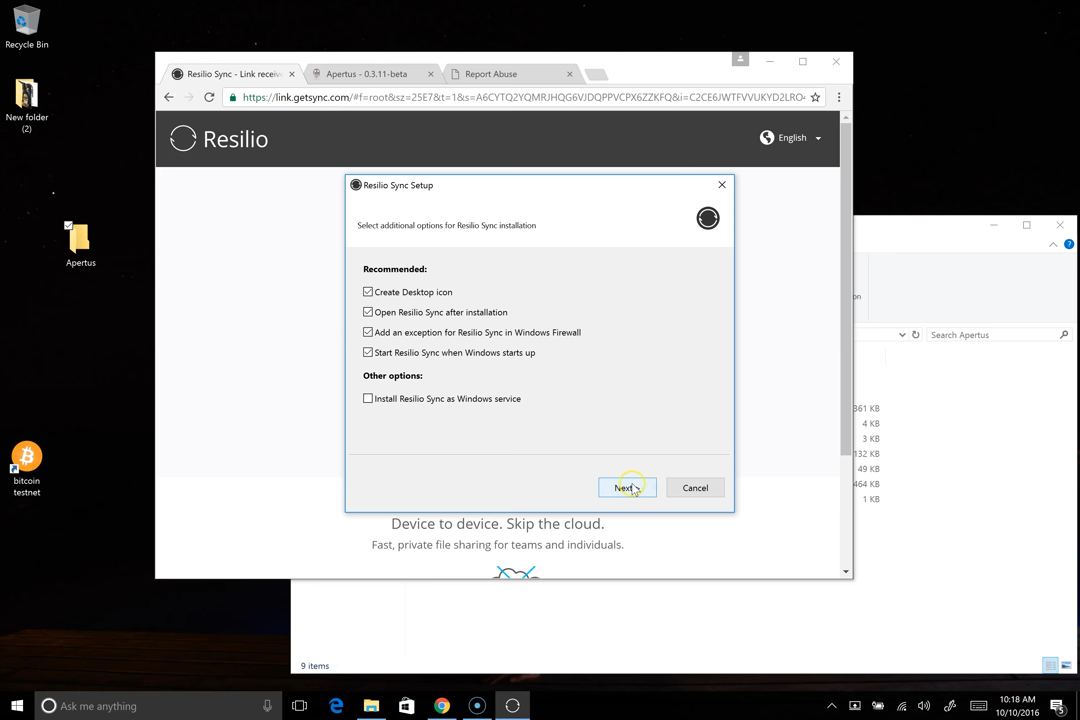 Recycle Bin
New folder
(2)
Apertus
bitcoin
testnet
Resilio Sync - Link receiv
Apertus - 0.3.11-beta
Report Abuse
https://link.getsync.com/#f=root&sz=25E7&t=1&s=A6CYTQ2YQMRJHQG6VJDQPPVCPX6ZZKFQ&i=C2CE6JWTFVVUKYD2LRO
Resilio
English
Resilio Sync Setup
Select additional options for Resilio Sync installation
Recommended:
Create Desktop icon
Open Resilio Sync after installation
Add an exception for Resilio Sync in Windows Firewall
Start Resilio Sync when Windows starts up
Other options:
Install Resilio Sync as Windows service
Next
Cancel
Device to device. Skip the cloud.
Fast, private file sharing for teams and individuals.
on
Search Apertus
361 KB
4 KB
3 KB
132 KB
49 KB
464 KB
1 KB
9 items
Ask me anything
10:18 AM
10/10/2016
5